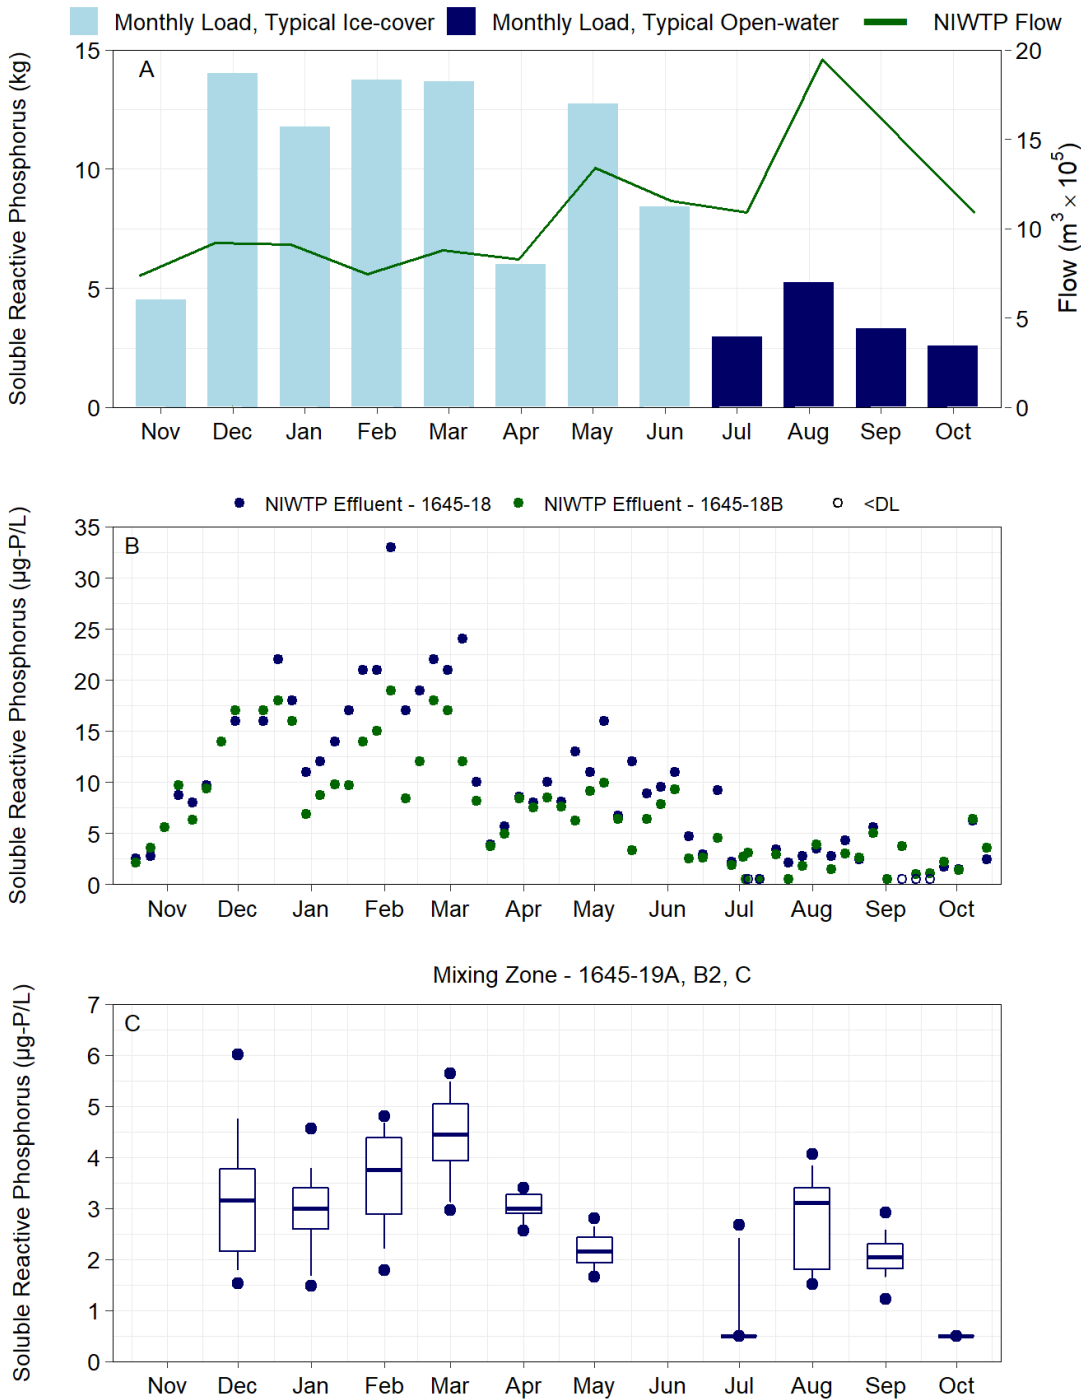 Monthly Load, Typical Ice-cover Monthly Load, Typical Open-water NIWTP Flow
Soluble Reactive Phosphorus (kg)
A
15
10
5
0
20
15
10
5
0
Flow (m³ × 10⁵)
Nov Dec Jan Feb Mar Apr May Jun Jul Aug Sep Oct
NIWTP Effluent - 1645-18 NIWTP Effluent - 1645-18B <DL
Soluble Reactive Phosphorus (µg-P/L)
B
35
30
25
20
15
10
5
0
Nov Dec Jan Feb Mar Apr May Jun Jul Aug Sep Oct
Mixing Zone - 1645-19A, B2, C
Soluble Reactive Phosphorus (µg-P/L)
C
7
6
5
4
3
2
1
0
Nov Dec Jan Feb Mar Apr May Jun Jul Aug Sep Oct